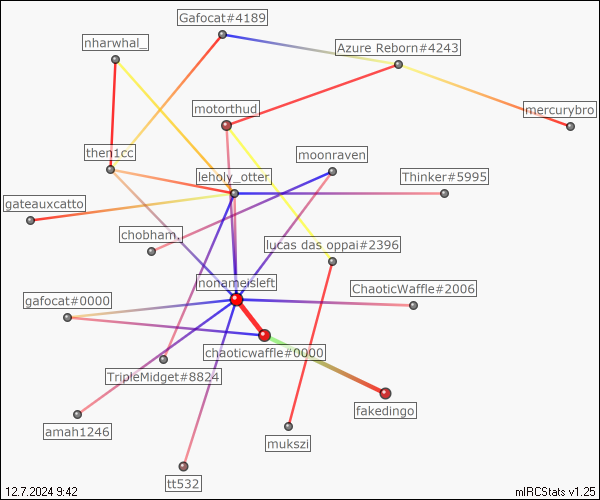 Gafocat#4189
nharwhal_
Azure Reborn#4243
motorthud
mercurybro
then1cc
moonraven
leholy_otter
Thinker#5995
gateauxcatto
chobham.
lucas das oppai#2396
nonameisleft
ChaoticWaffle#2006
gafocat#0000
chaoticwaffle#0000
TripleMidget#8824
fakedingo
amah1246
mukszi
tt532
12.7.2024 9:42
mIRCStats v1.25